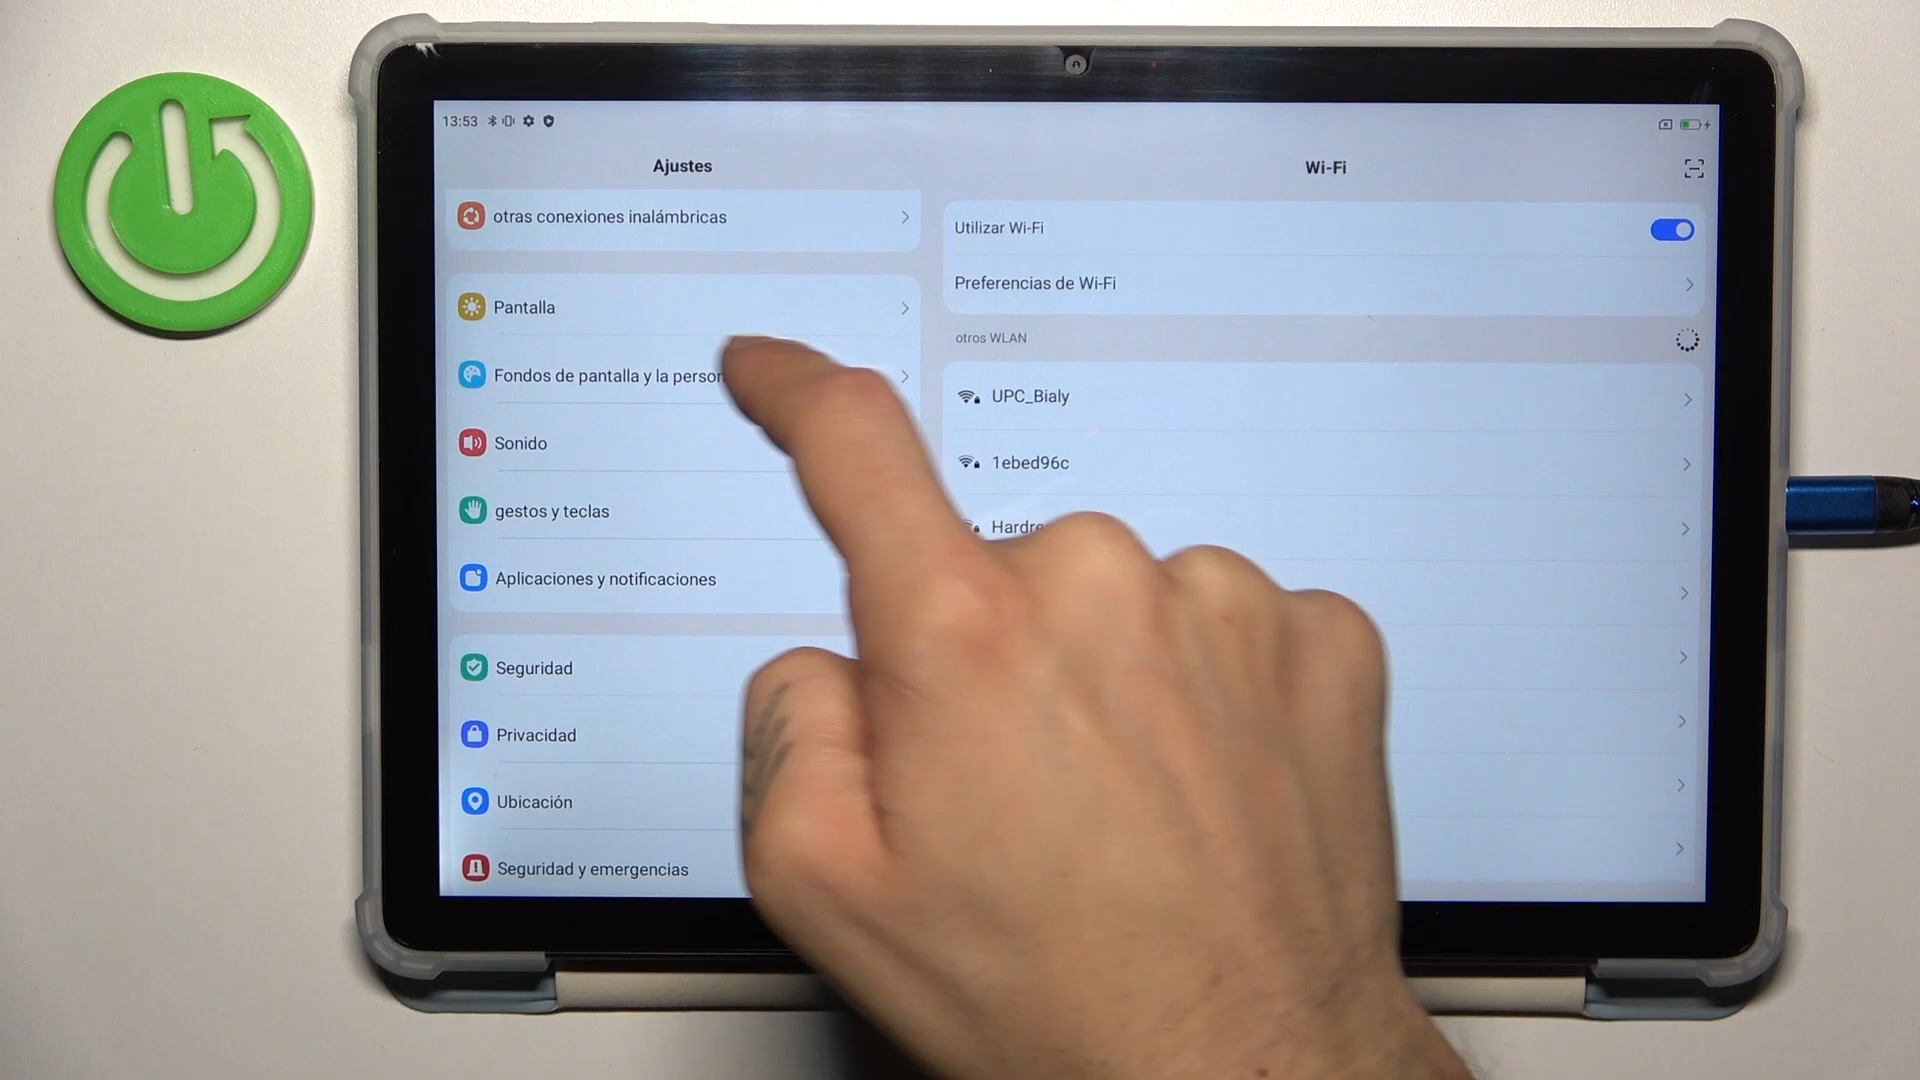 13:53
Ajustes
Wi-Fi
otras conexiones inalámbricas
Pantalla
Fondos de pantalla y la
Sonido
gestos y teclas
Aplicaciones y notificaciones
Seguridad
Privacidad
Ubicación
Seguridad y emergencias
Utilizar Wi-Fi
Preferencias de Wi-Fi
otros WLAN
UPC_Bialy
1ebed96c